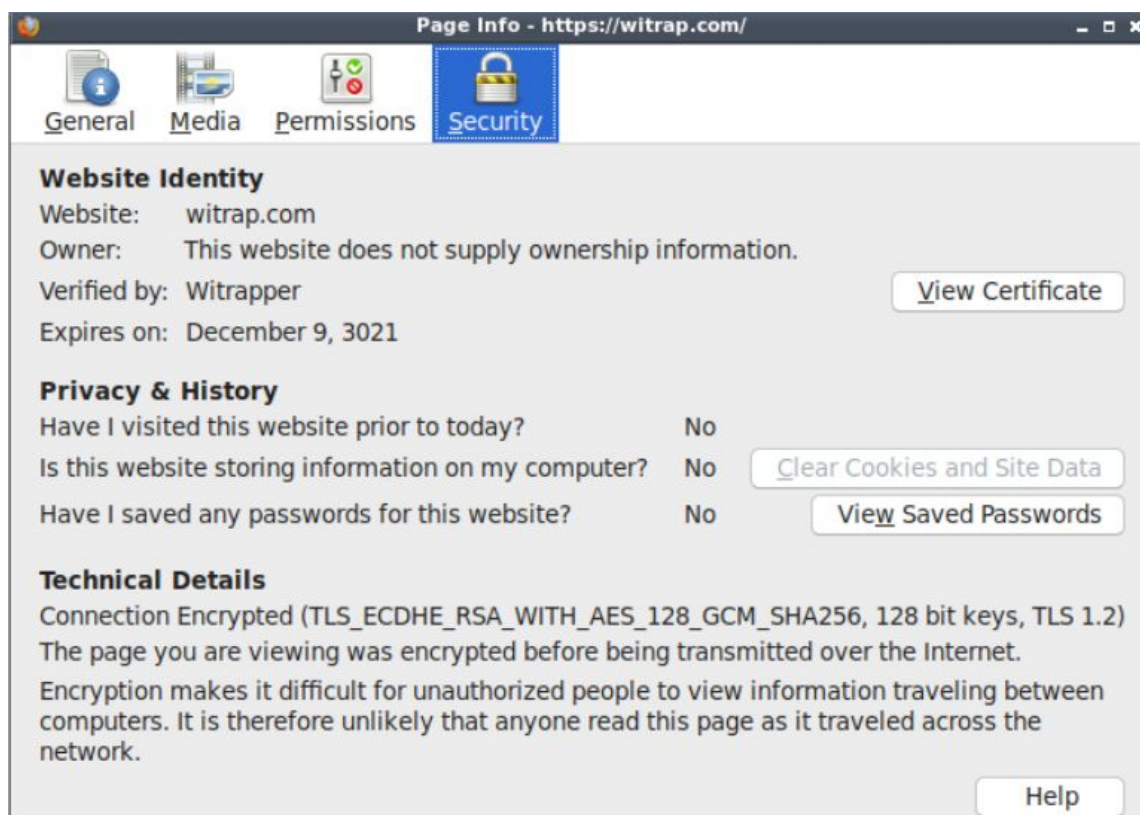 Page Info - https://witrap.com/
General Media Permissions Security
Website Identity
Website: witrap.com
Owner: This website does not supply ownership information.
Verified by: Witrapper View Certificate
Expires on: December 9, 3021
Privacy & History
Have I visited this website prior to today? No
Is this website storing information on my computer? No Clear Cookies and Site Data
Have I saved any passwords for this website? No View Saved Passwords
Technical Details
Connection Encrypted (TLS_ECDHE_RSA_WITH_AES_128_GCM_SHA256, 128 bit keys, TLS 1.2)
The page you are viewing was encrypted before being transmitted over the Internet.
Encryption makes it difficult for unauthorized people to view information traveling between
computers. It is therefore unlikely that anyone read this page as it traveled across the
network.
Help